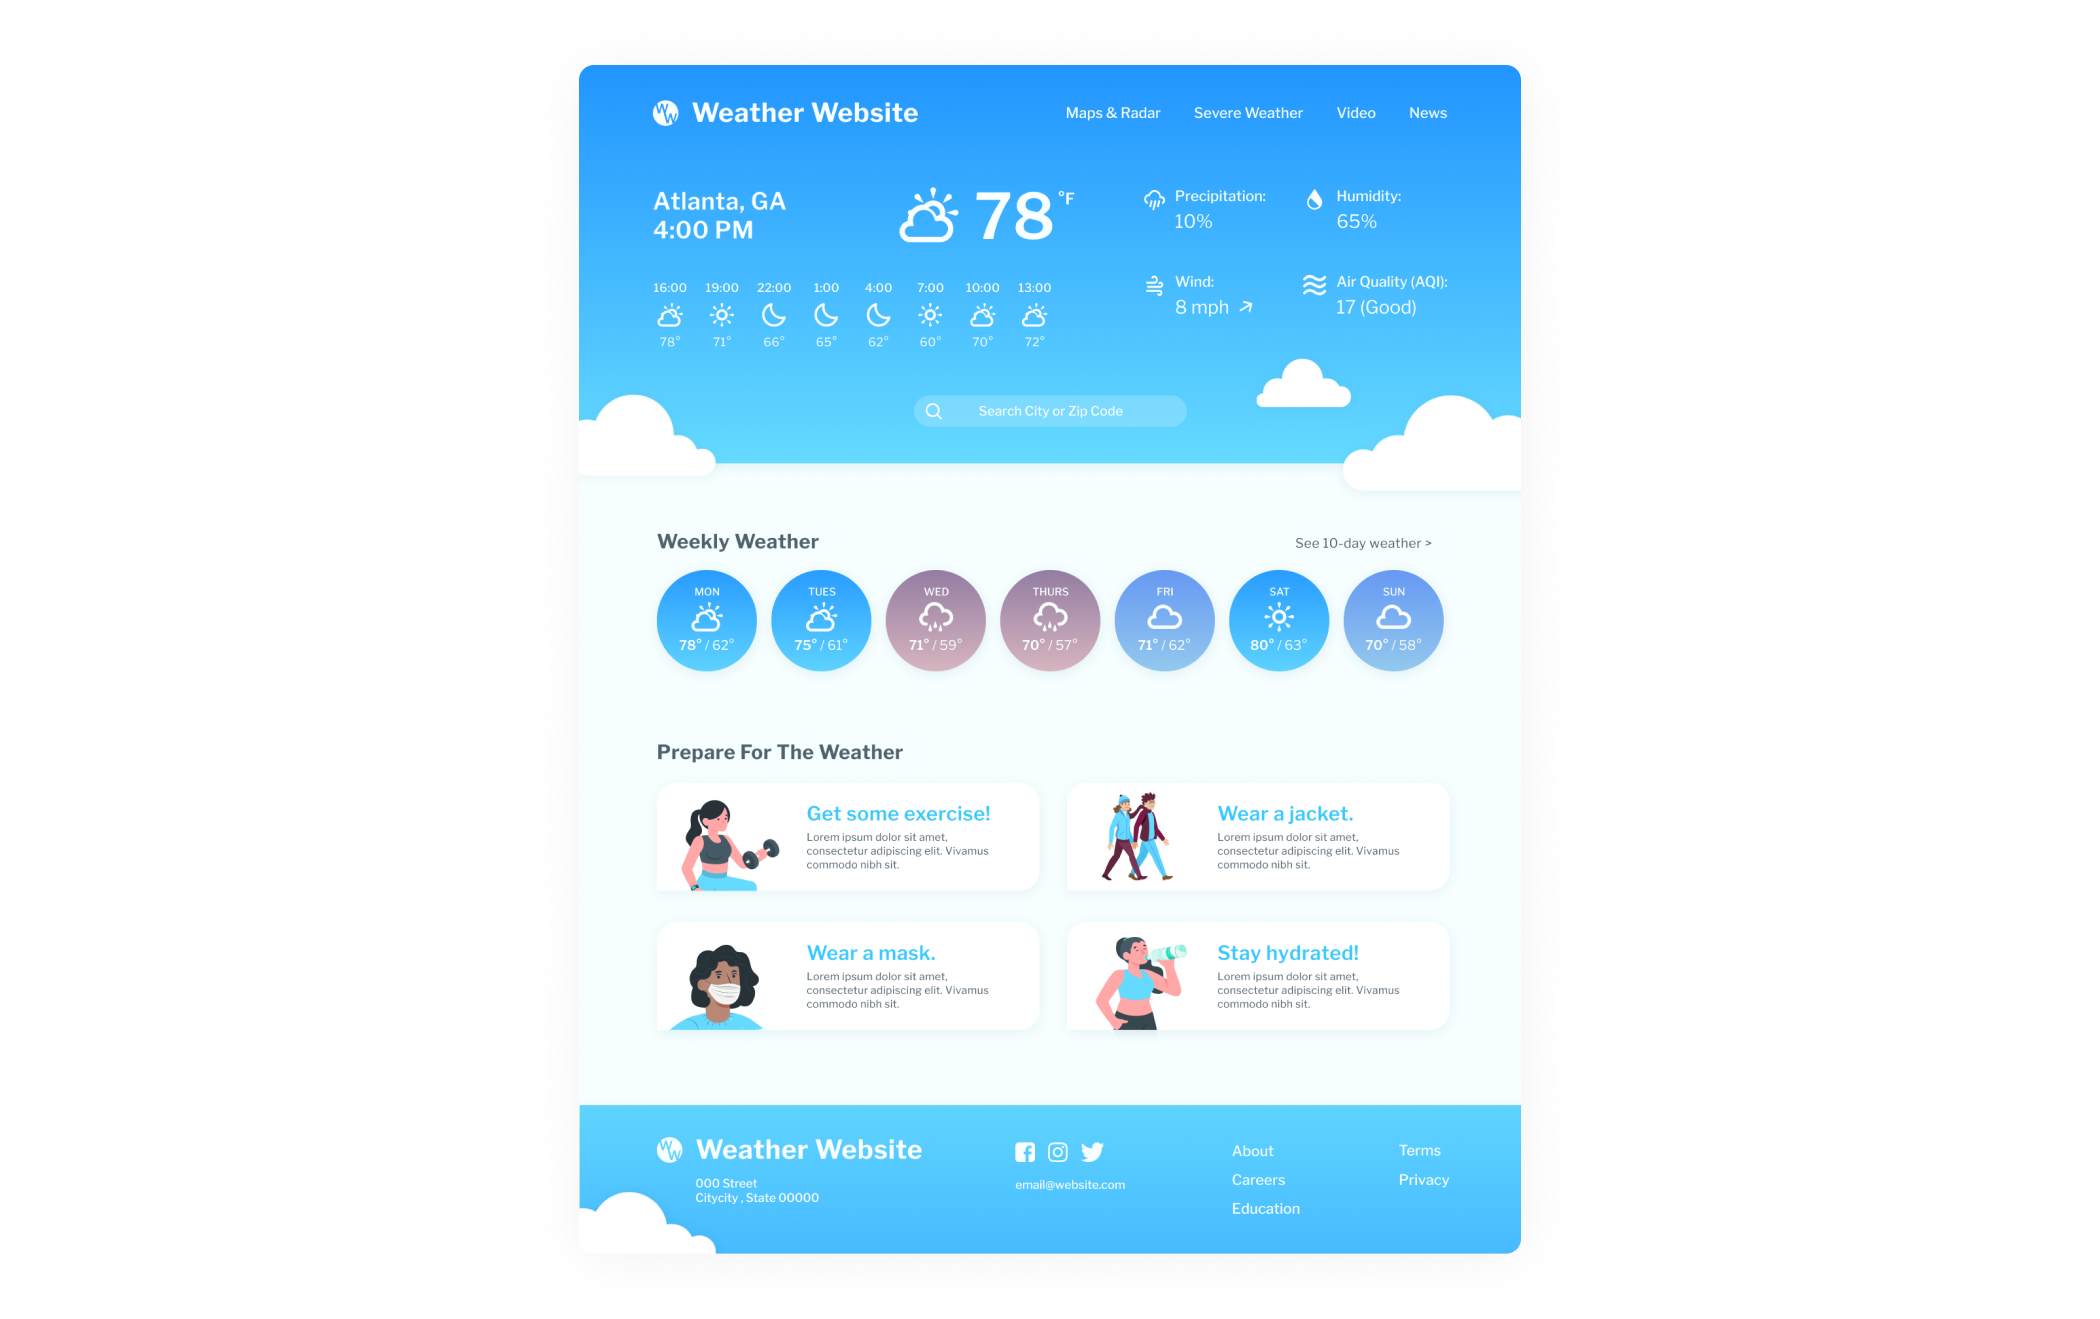 Weather Website
Maps & Radar Severe Weather Video News
Atlanta, GA
4:00 PM
78 °F
Precipitation:
10%
Humidity:
65%
Wind:
8 mph
Air Quality (AQI):
17 (Good)
16:00 19:00 22:00 1:00 4:00 7:00 10:00 13:00
78° 71° 66° 65° 62° 60° 70° 72°
Search City or Zip Code
Weekly Weather
See 10-day weather >
MON TUES WED THURS FRI SAT SUN
78° / 62° 75° / 61° 71° / 59° 70° / 57° 71° / 62° 80° / 63° 70° / 58°
Prepare For The Weather
Get some exercise!
Lorem ipsum dolor sit amet,
consectetur adipiscing elit. Vivamus
commodo nibh sit.
Wear a jacket.
Lorem ipsum dolor sit amet,
consectetur adipiscing elit. Vivamus
commodo nibh sit.
Wear a mask.
Lorem ipsum dolor sit amet,
consectetur adipiscing elit. Vivamus
commodo nibh sit.
Stay hydrated!
Lorem ipsum dolor sit amet,
consectetur adipiscing elit. Vivamus
commodo nibh sit.
Weather Website
000 Street
Citycity , State 00000
email@website.com
About
Careers
Education
Terms
Privacy